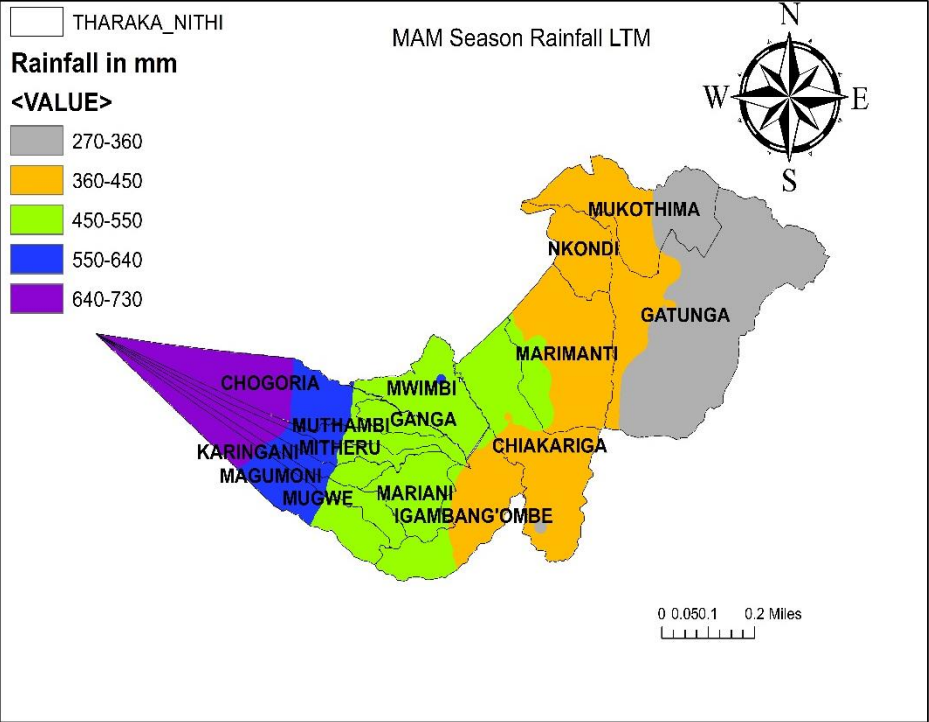 THARAKA_NITHI
MAM Season Rainfall LTM
Rainfall in mm
<VALUE>
270-360
360-450
450-550
550-640
640-730
N
W
E
S
MUKOTHIMA
NKONDI
GATUNGA
MARIMANTI
CHOGORIA
MWIMBI
GANGA
MUTHAMBI
MITHERU
CHIAKARIGA
KARINGANI
MAGUMONI
MUGWE
MARIANI
IGAMBANG'OMBE
0 0.050.1 0.2 Miles